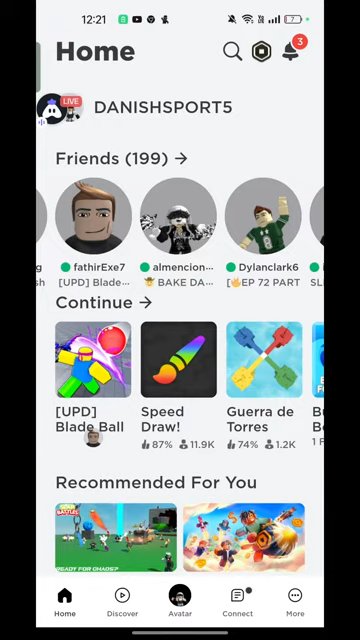 12:21
7
Home
3
LIVE
DANISHSPORT5
Friends (199) →
fathirExe7
almencion...
Dylanclark6
[UPD] Blade...
🤠 BAKE DA...
[🔥EP 72 PART
Continue →
[UPD] Blade Ball
Speed Draw!
87% 11.9K
Guerra de Torres
74% 1.2K
Recommended For You
BATTLES
READY FOR CHAOS?
Home
Discover
Avatar
Connect
More